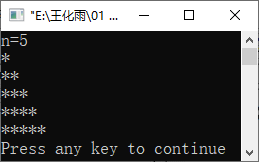 "E:\王化雨\01 ...
n=5
*
**
***
****
*****
Press any key to continue